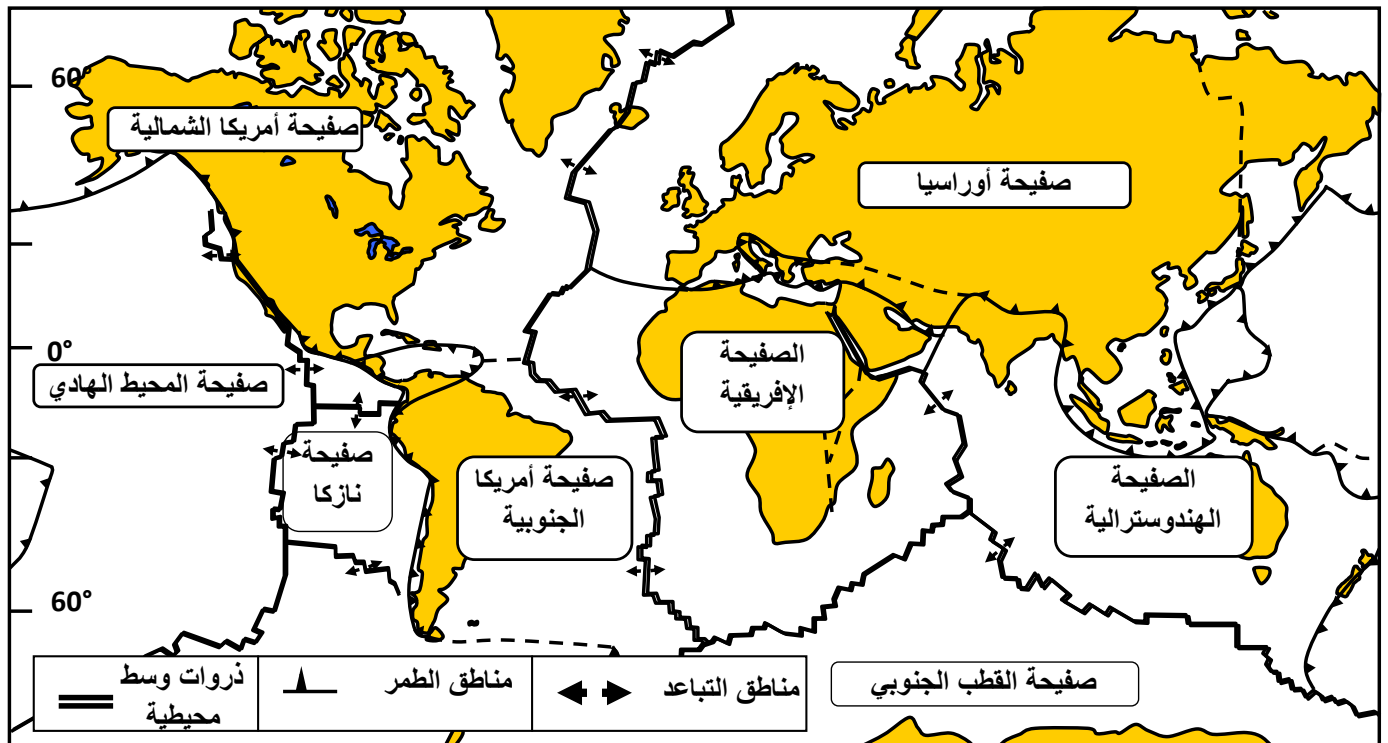 60°
صفيحة أمريكا الشمالية
صفيحة أوراسيا
0°
صفيحة المحيط الهادي
الصفيحة
الإفريقية
صفيحة
نازكا
صفيحة أمريكا
الجنوبية
الصفيحة
الهندوسترالية
60°
ذروات وسط
محيطية
مناطق الطمر
مناطق التباعد
صفيحة القطب الجنوبي